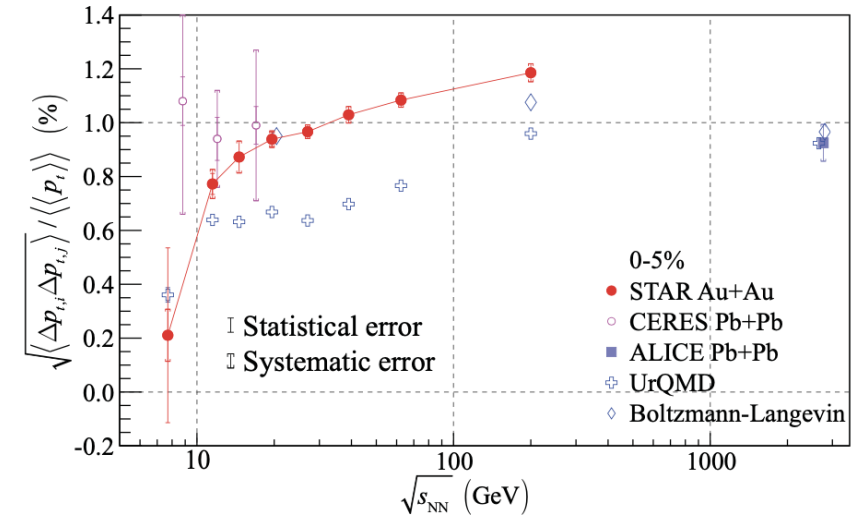 1.4
1.2
1.0
0.8
0.6
0.4
0.2
0.0
-0.2
√⟨Δp_{t,i}Δp_{t,j}⟩ / ⟨⟨p_t⟩⟩ (%)
0-5%
STAR Au+Au
CERES Pb+Pb
ALICE Pb+Pb
UrQMD
Boltzmann-Langevin
Statistical error
Systematic error
10 100 1000
√s_{NN} (GeV)